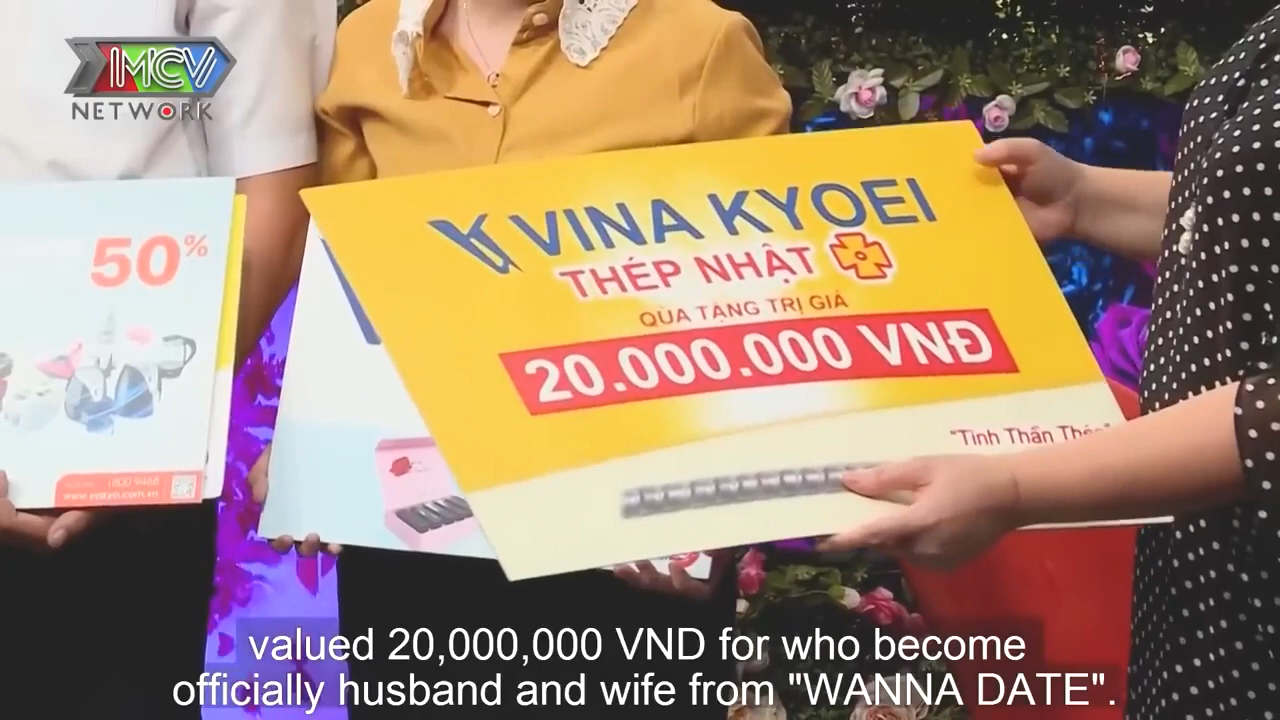 MCV
NETWORK
50%
VINA KYOEI
THÉP NHẬT
QUÀ TẶNG TRỊ GIÁ
20.000.000 VNĐ
"Tinh Thần Thép"
valued 20,000,000 VND for who become
officially husband and wife from "WANNA DATE".